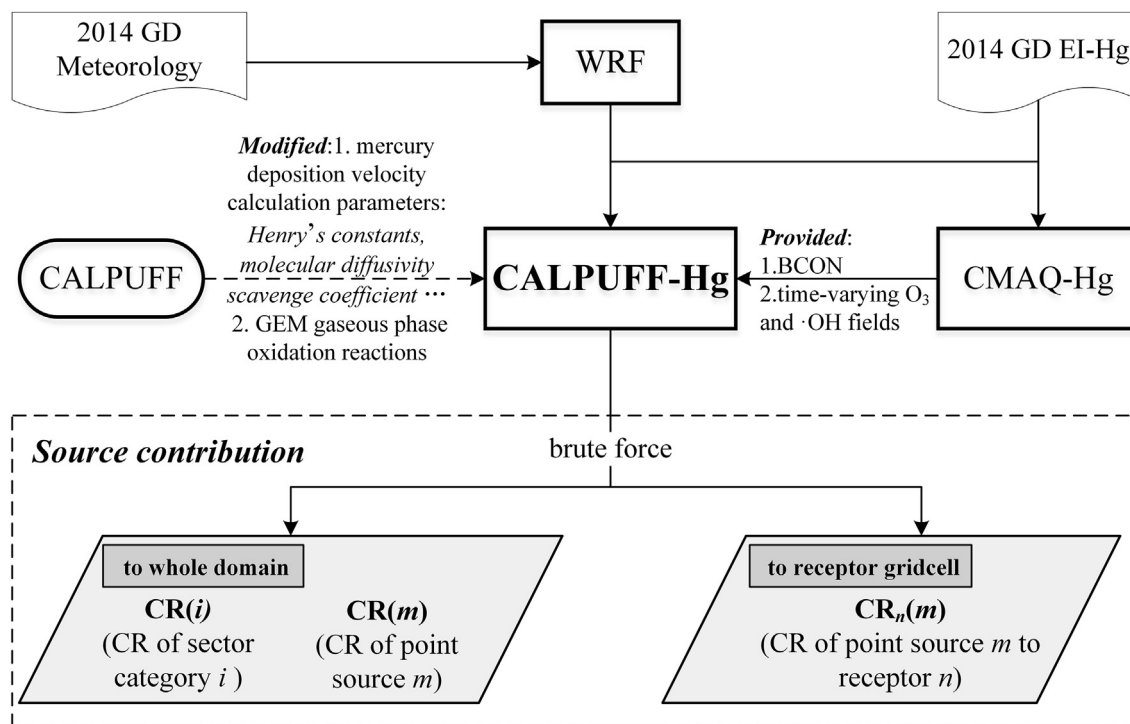 2014 GD
Meteorology
WRF
2014 GD EI-Hg
Modified:1. mercury
deposition velocity
calculation parameters:
Henry’s constants,
molecular diffusivity
scavenge coefficient ⋯
2. GEM gaseous phase
oxidation reactions
CALPUFF
CALPUFF-Hg
Provided:
1.BCON
2.time-varying O₃
and ·OH fields
CMAQ-Hg
Source contribution
brute force
to whole domain
CR(i)
(CR of sector
category i )
CR(m)
(CR of point
source m)
to receptor gridcell
CRₙ(m)
(CR of point source m to
receptor n)